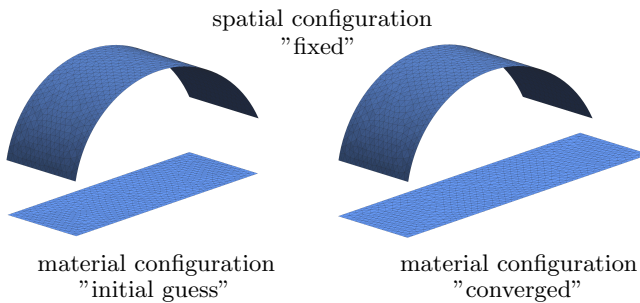 spatial configuration
"fixed"
material configuration
"initial guess"
material configuration
"converged"